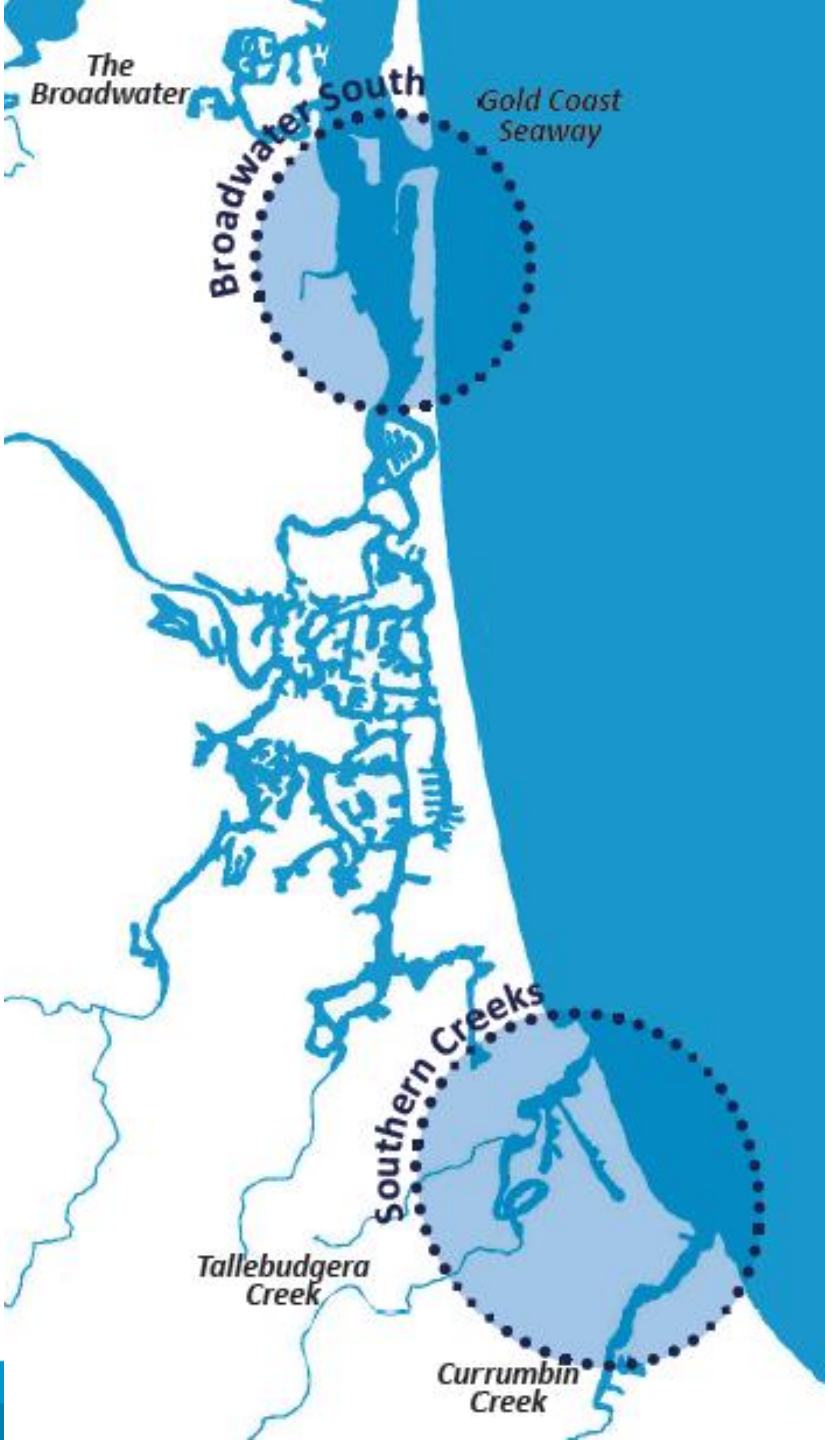 The
Broadwater
Broadwater South
Gold Coast
Seaway
Southern Creeks
Tallebudgera
Creek
Currumbin
Creek